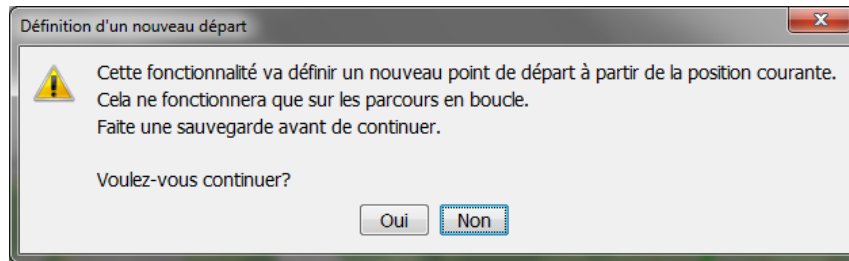 Définition d'un nouveau départ
Cette fonctionnalité va définir un nouveau point de départ à partir de la position courante.
Cela ne fonctionnera que sur les parcours en boucle.
Faite une sauvegarde avant de continuer.
Voulez-vous continuer?
Oui Non